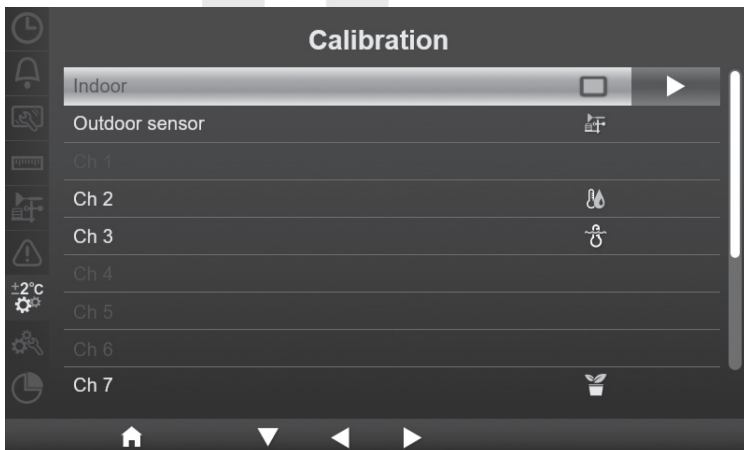 Calibration
Indoor
Outdoor sensor
Ch 1
Ch 2
Ch 3
Ch 4
±2°C
Ch 5
Ch 6
Ch 7